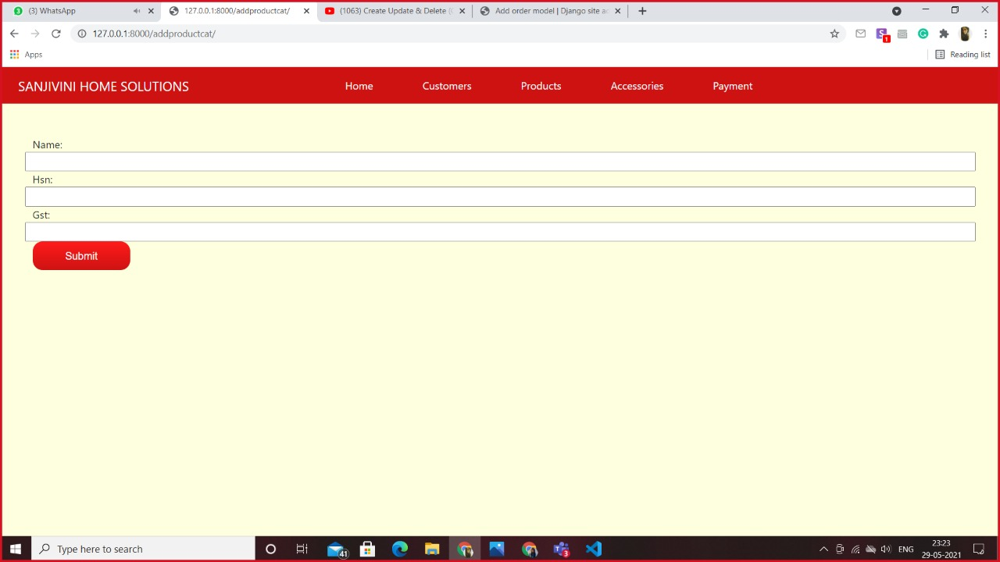 (3) WhatsApp
127.0.0.1:8000/addproductcat/
(1063) Create Update & Delete
Add order model | Django site
127.0.0.1:8000/addproductcat/
1
Apps
Reading list
SANJIVINI HOME SOLUTIONS
Home
Customers
Products
Accessories
Payment
Name:
Hsn:
Gst:
Submit
Type here to search
41
3
ENG
23:23
29-05-2021